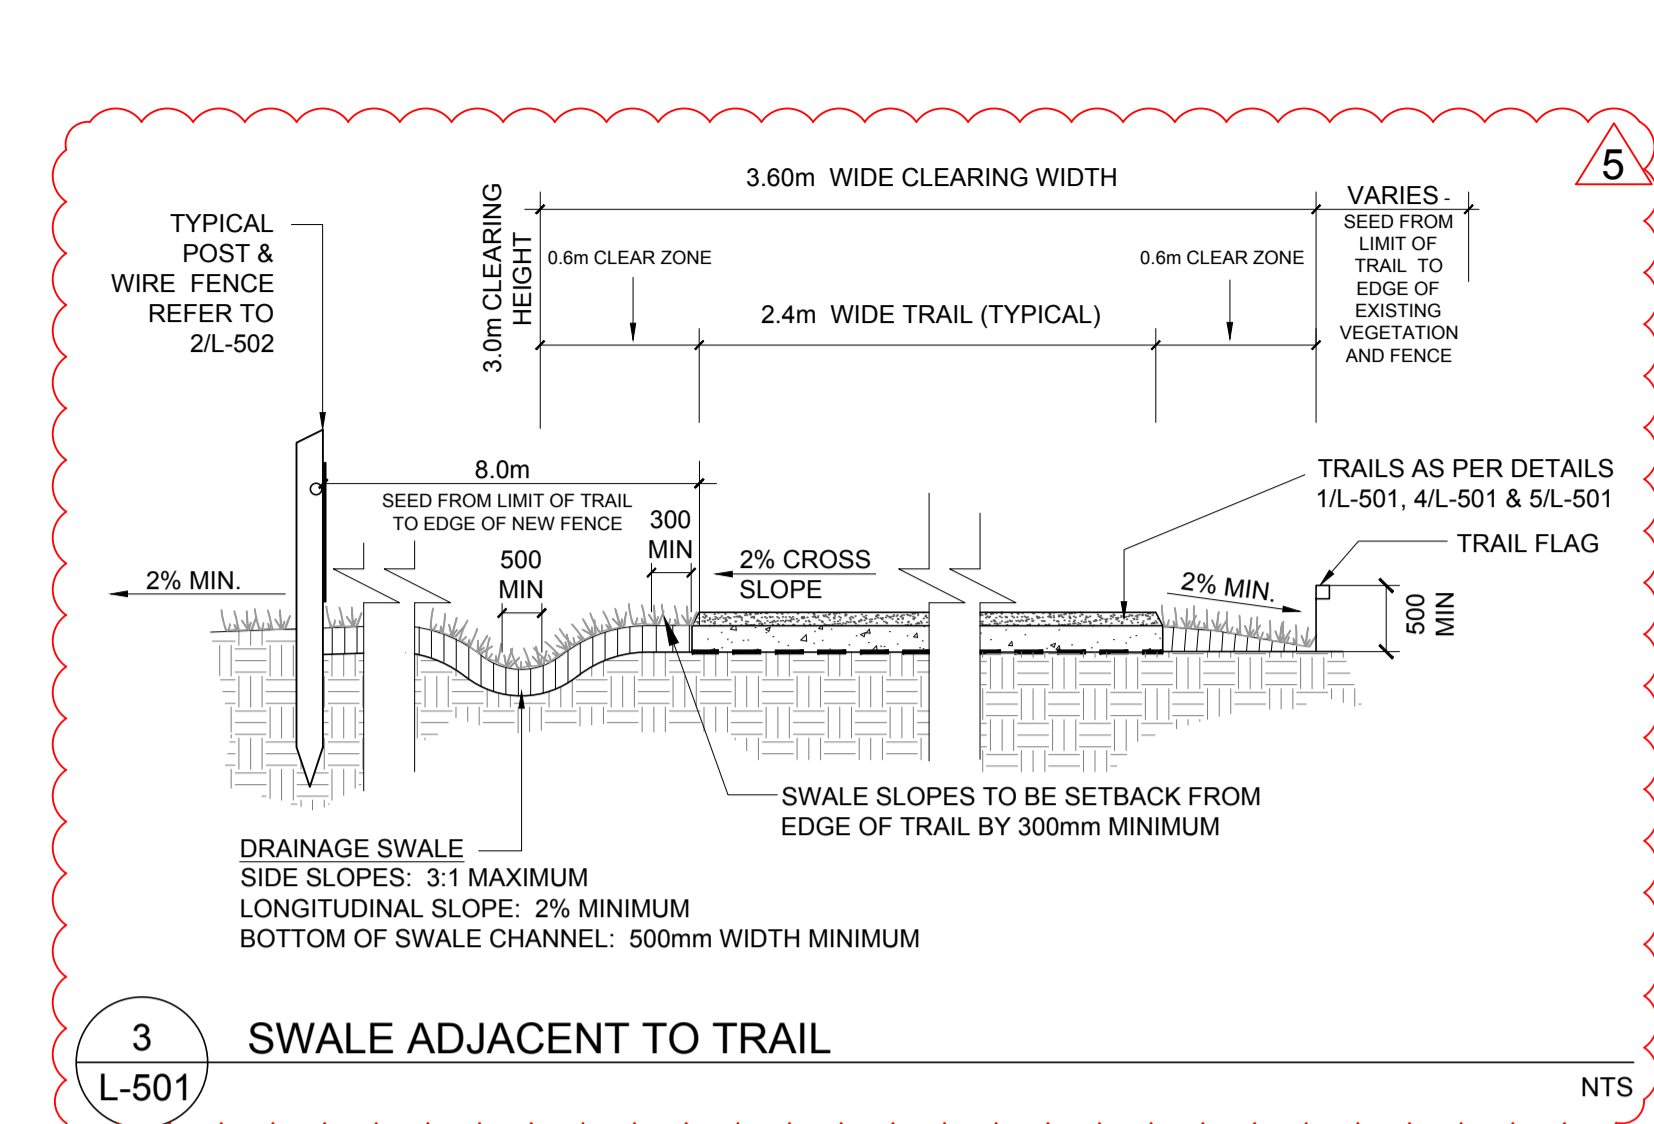 5
3.60m WIDE CLEARING WIDTH
3.0m CLEARING
HEIGHT
VARIES -
SEED FROM
LIMIT OF
TRAIL TO
EDGE OF
EXISTING
VEGETATION
AND FENCE
TYPICAL
POST &
WIRE FENCE
REFER TO
2/L-502
0.6m CLEAR ZONE
0.6m CLEAR ZONE
2.4m WIDE TRAIL (TYPICAL)
8.0m
SEED FROM LIMIT OF TRAIL
TO EDGE OF NEW FENCE
300
MIN
500
MIN
2% CROSS
SLOPE
TRAILS AS PER DETAILS
1/L-501, 4/L-501 & 5/L-501
TRAIL FLAG
2% MIN.
2% MIN.
500
MIN
SWALE SLOPES TO BE SETBACK FROM
EDGE OF TRAIL BY 300mm MINIMUM
DRAINAGE SWALE
SIDE SLOPES: 3:1 MAXIMUM
LONGITUDINAL SLOPE: 2% MINIMUM
BOTTOM OF SWALE CHANNEL: 500mm WIDTH MINIMUM
3
L-501
SWALE ADJACENT TO TRAIL
NTS